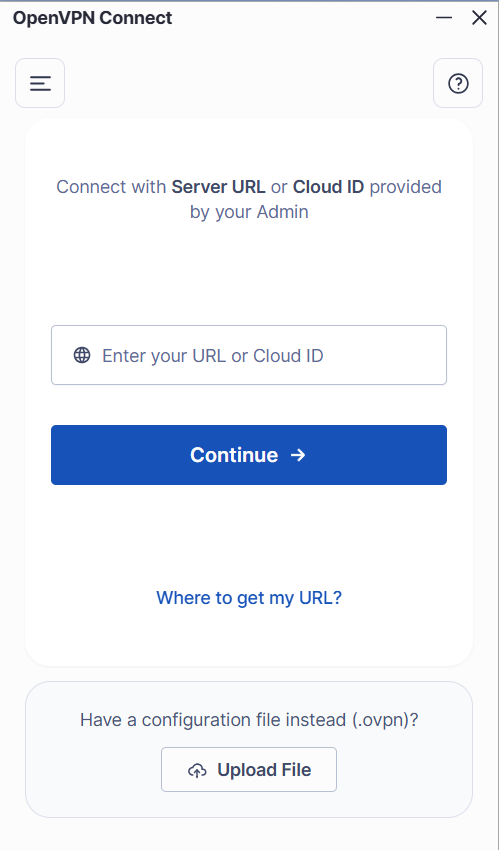 OpenVPN Connect
Connect with Server URL or Cloud ID provided
by your Admin
Enter your URL or Cloud ID
Continue →
Where to get my URL?
Have a configuration file instead (.ovpn)?
Upload File